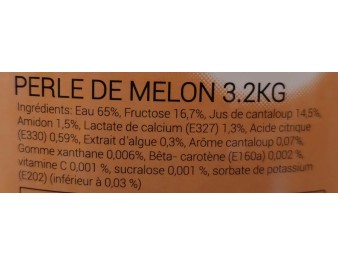 PERLE DE MELON 3.2KG
Ingrédients: Eau 65%, Fructose 16,7%, Jus de cantaloup 14,5%,
Amidon 1,5%, Lactate de calcium (E327) 1,3%, Acide citrique
(E330) 0,59%, Extrait d'algue 0,3%, Arôme cantaloup 0,07%,
Gomme xanthane 0,006%, Bêta- carotène (E160a) 0,002 %,
vitamine C 0,001 %, sucralose 0,001 %, sorbate de potassium
(E202) (inférieur à 0,03 %)